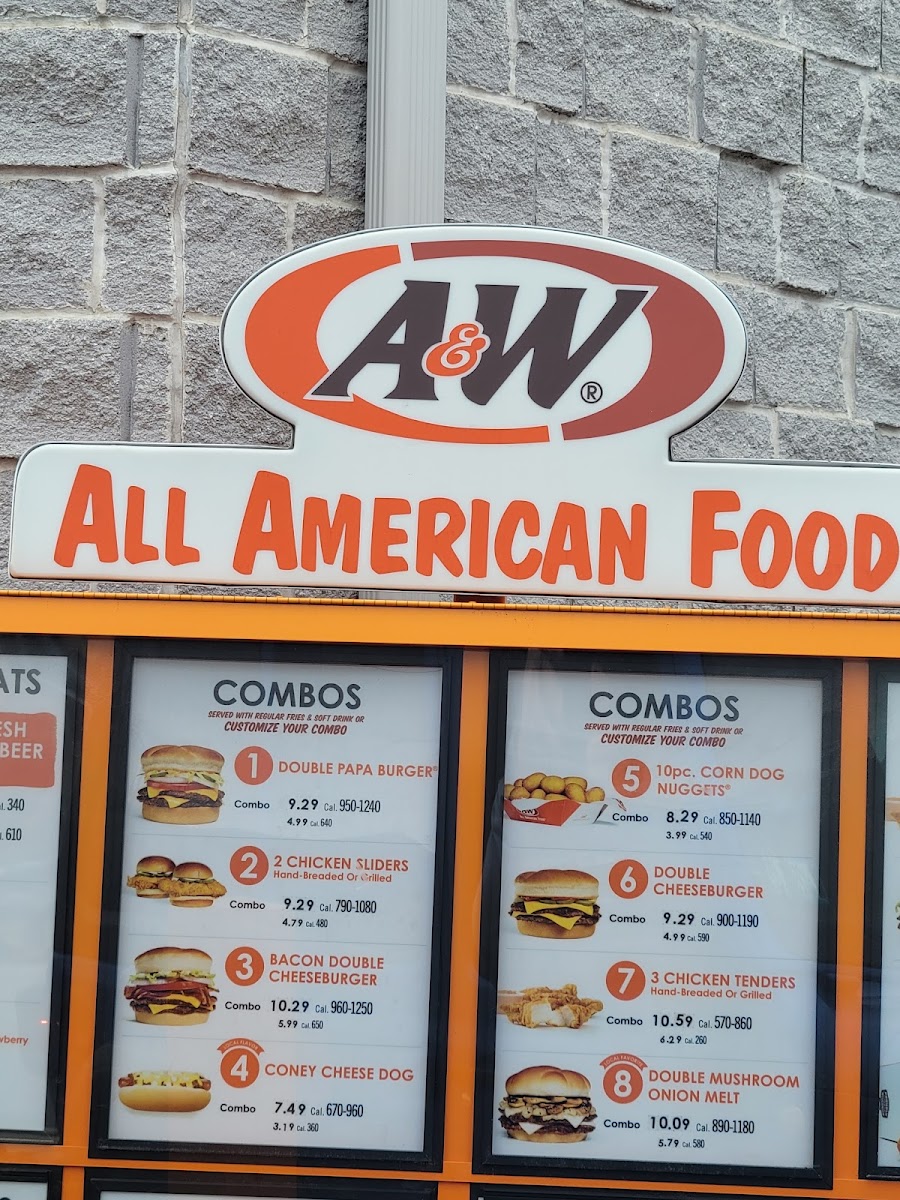 A&W®
ALL AMERICAN FOOD
ATS
ESH
BEER
340
610
COMBOS
SERVED WITH REGULAR FRIES & SOFT DRINK OR
CUSTOMIZE YOUR COMBO
1 DOUBLE PAPA BURGER®
Combo 9.29 Cal. 950-1240
4.99 Cal. 640
2 2 CHICKEN SLIDERS
Hand-Breaded Or Grilled
Combo 9.29 Cal. 790-1080
4.79 Cal. 480
3 BACON DOUBLE
CHEESEBURGER
Combo 10.29 Cal. 960-1250
5.99 Cal. 650
LOCAL FLAVOR
4 CONEY CHEESE DOG
Combo 7.49 Cal. 670-960
3.19 Cal. 360
COMBOS
SERVED WITH REGULAR FRIES & SOFT DRINK OR
CUSTOMIZE YOUR COMBO
5 10pc. CORN DOG
NUGGETS®
Combo 8.29 Cal. 850-1140
3.99 Cal. 540
6 DOUBLE
CHEESEBURGER
Combo 9.29 Cal. 900-1190
4.99 Cal. 590
7 3 CHICKEN TENDERS
Hand-Breaded Or Grilled
Combo 10.59 Cal. 570-860
6.29 Cal. 260
LOCAL FAVORITE
8 DOUBLE MUSHROOM
ONION MELT
Combo 10.09 Cal. 890-1180
5.79 Cal. 580
wberry